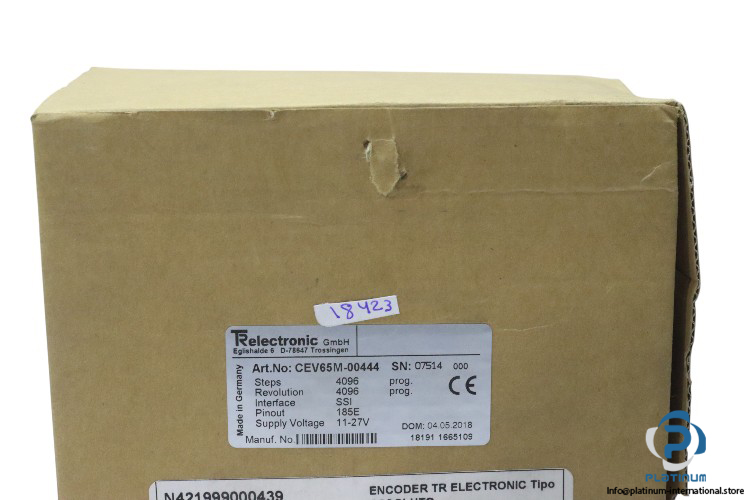 18423
TRelectronic GmbH
Eglishalde 6 D-78647 Trossingen
Made in Germany
Art.No: CEV65M-00444 SN: 07514 000
Steps 4096 prog.
Revolution 4096 prog.
Interface SSI
Pinout 185E
Supply Voltage 11-27V
CE
DOM: 04.05.2018
Manuf. No. 18191 1665109
N421999000439 ENCODER TR ELECTRONIC Tipo
PLATINUM
Info@platinum-international.store